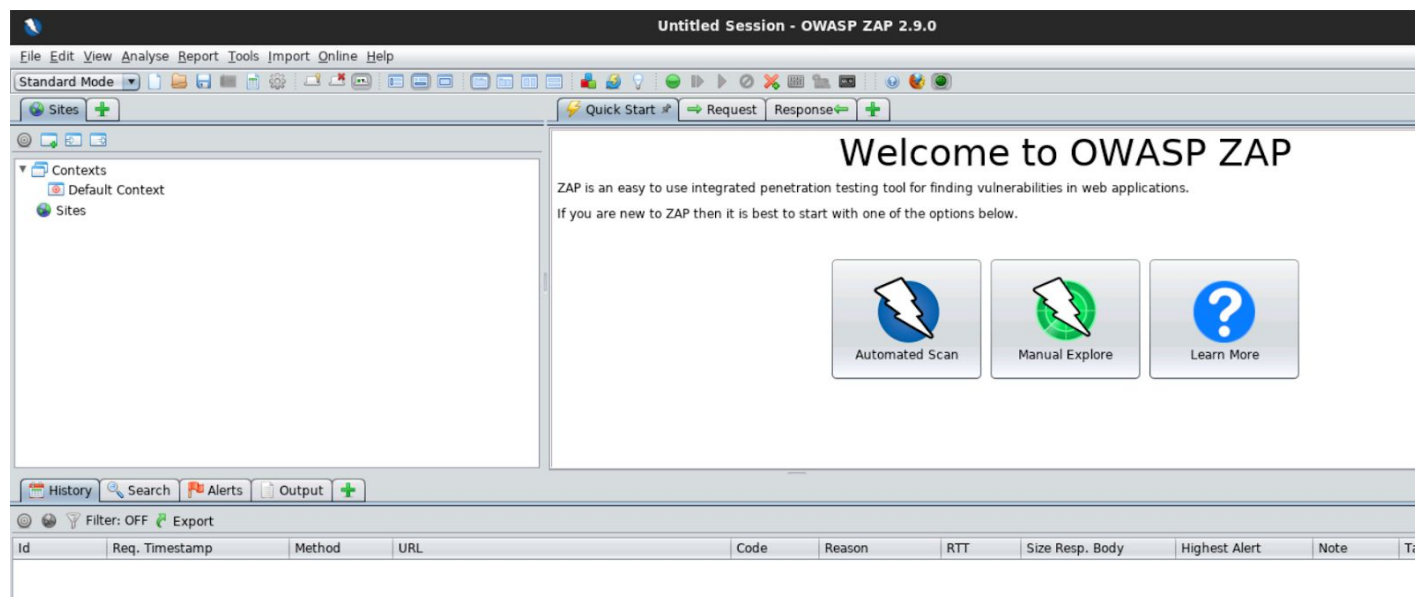 Untitled Session - OWASP ZAP 2.9.0
File Edit View Analyse Report Tools Import Online Help
Standard Mode
Sites
Quick Start Request Response
Contexts
Default Context
Sites
Welcome to OWASP ZAP
ZAP is an easy to use integrated penetration testing tool for finding vulnerabilities in web applications.
If you are new to ZAP then it is best to start with one of the options below.
Automated Scan Manual Explore Learn More
History Search Alerts Output
Filter: OFF Export
Id Req. Timestamp Method URL Code Reason RTT Size Resp. Body Highest Alert Note